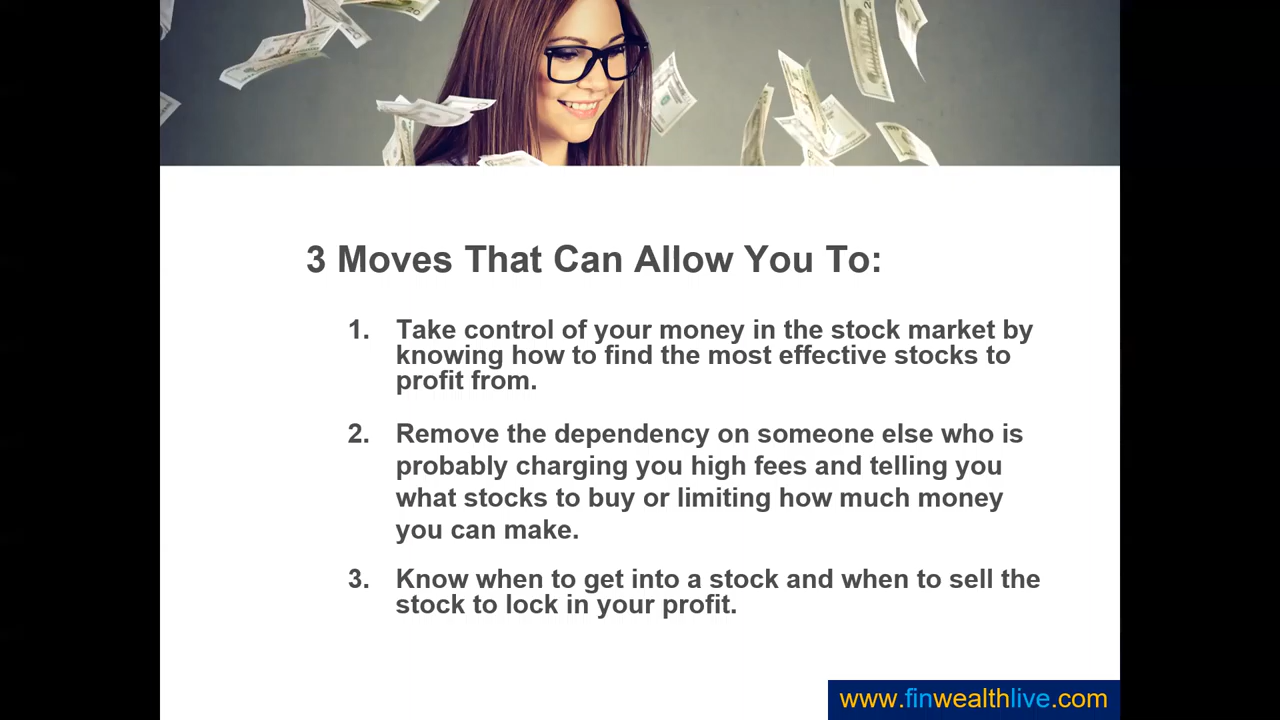 3 Moves That Can Allow You To:
1. Take control of your money in the stock market by
knowing how to find the most effective stocks to
profit from.
2. Remove the dependency on someone else who is
probably charging you high fees and telling you
what stocks to buy or limiting how much money
you can make.
3. Know when to get into a stock and when to sell the
stock to lock in your profit.
www.finwealthlive.com